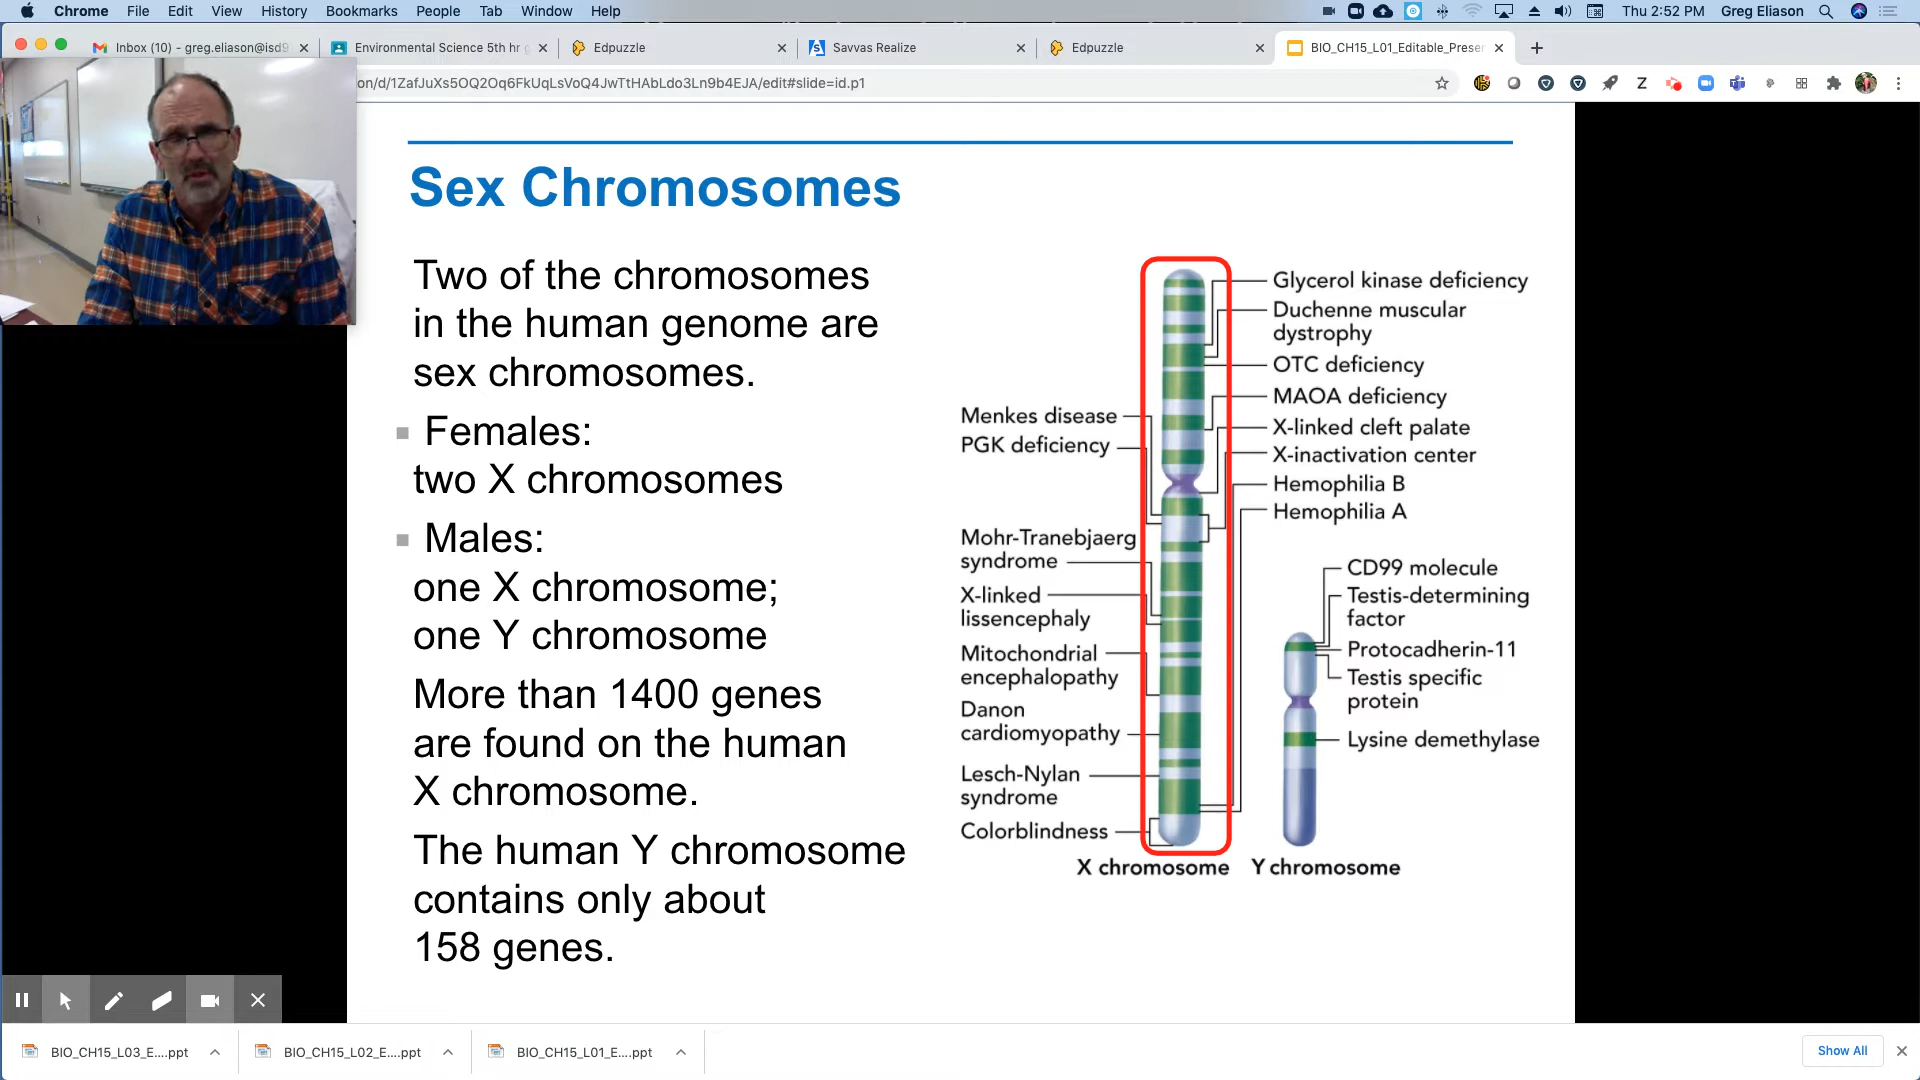 Chrome File Edit View History Bookmarks People Tab Window Help Thu 2:52 PM Greg Eliason
Inbox (10) - greg.eliason@isd9 Environmental Science 5th hr Edpuzzle Savvas Realize Edpuzzle BIO_CH15_L01_Editable_Prese
on/d/1ZafJuXs5OQ2Oq6FkUqLsVoQ4JwTtHAbLdo3Ln9b4EJA/edit#slide=id.p1
Sex Chromosomes
Two of the chromosomes
in the human genome are
sex chromosomes.
Females:
two X chromosomes
Males:
one X chromosome;
one Y chromosome
More than 1400 genes
are found on the human
X chromosome.
The human Y chromosome
contains only about
158 genes.
Menkes disease
PGK deficiency
Mohr-Tranebjaerg
syndrome
X-linked
lissencephaly
Mitochondrial
encephalopathy
Danon
cardiomyopathy
Lesch-Nylan
syndrome
Colorblindness
Glycerol kinase deficiency
Duchenne muscular
dystrophy
OTC deficiency
MAOA deficiency
X-linked cleft palate
X-inactivation center
Hemophilia B
Hemophilia A
CD99 molecule
Testis-determining
factor
Protocadherin-11
Testis specific
protein
Lysine demethylase
X chromosome
Y chromosome
BIO_CH15_L03_E....ppt BIO_CH15_L02_E....ppt BIO_CH15_L01_E....ppt Show All